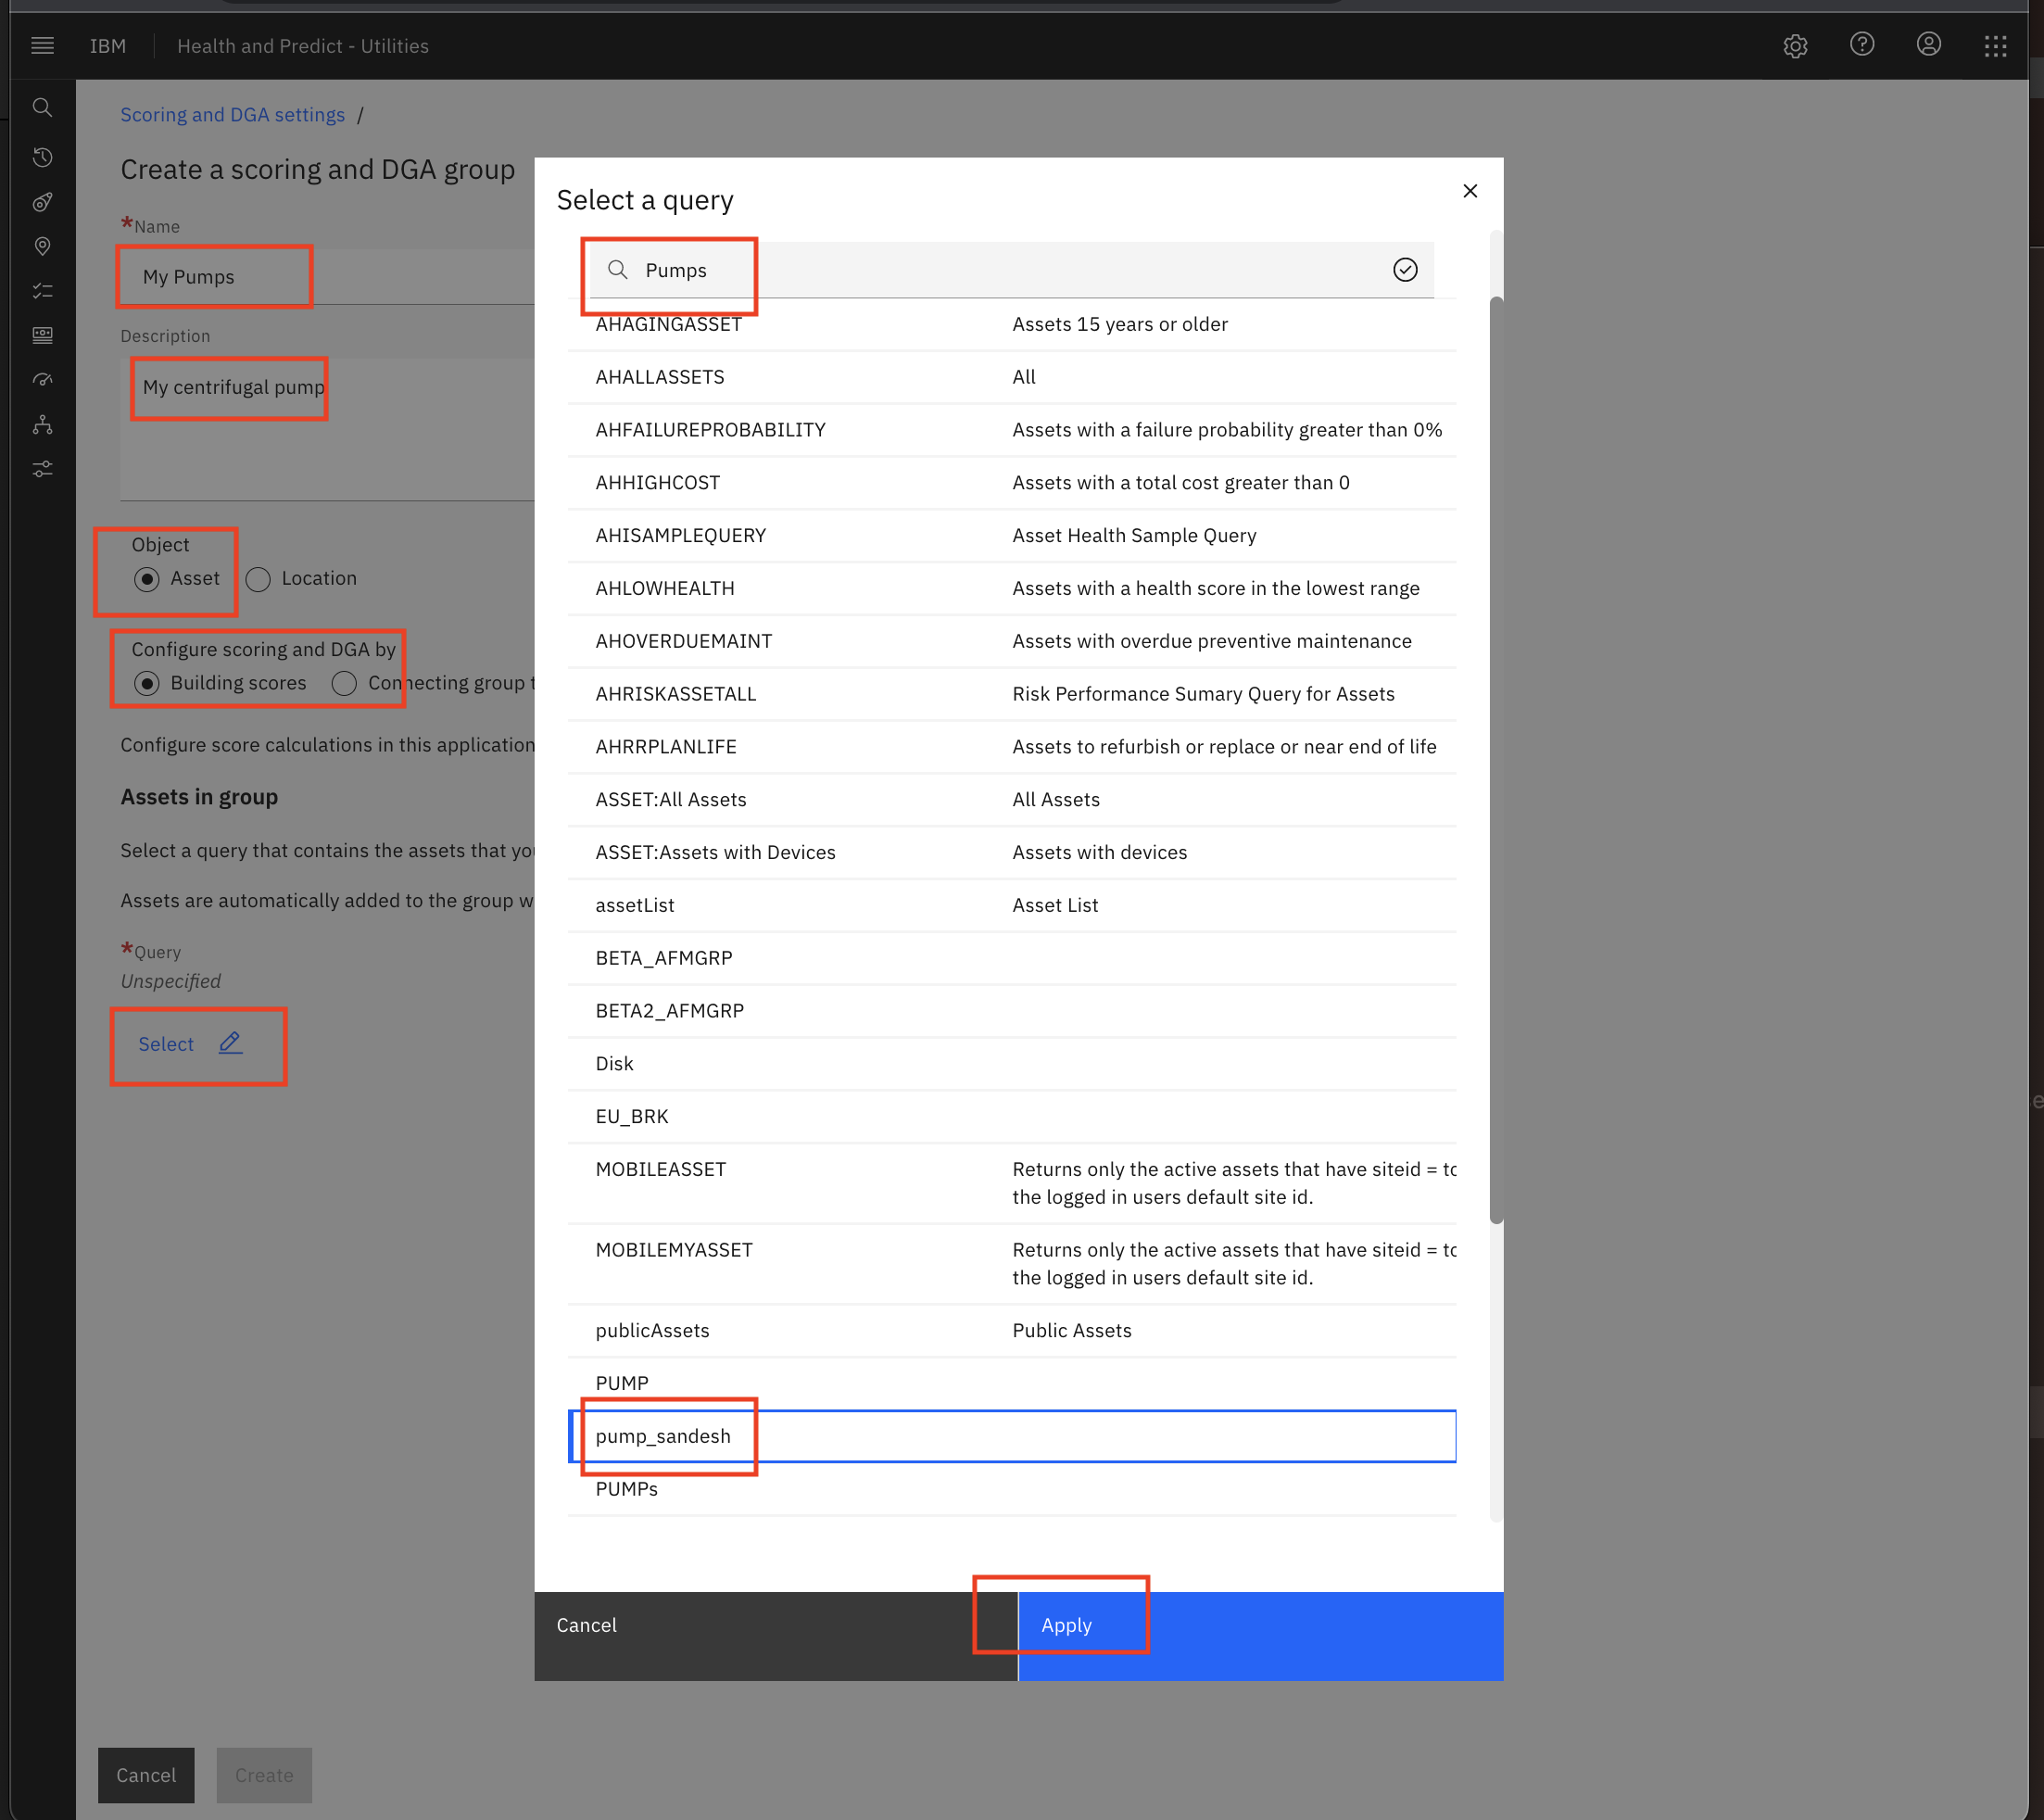 IBM
Health and Predict - Utilities
Scoring and DGA settings /
Create a scoring and DGA group
*Name
My Pumps
Description
My centrifugal pump
Object
Asset
Location
Configure scoring and DGA by
Building scores
Connecting group
Configure score calculations in this application
Assets in group
Select a query that contains the assets that
Assets are automatically added to the group
*Query
Unspecified
Select
Cancel
Create
Select a query
Pumps
AHAGINGASSET Assets 15 years or older
AHALLASSETS All
AHFAILUREPROBABILITY Assets with a failure probability greater than 0%
AHHIGHCOST Assets with a total cost greater than 0
AHISAMPLEQUERY Asset Health Sample Query
AHLOWHEALTH Assets with a health score in the lowest range
AHOVERDUEMAINT Assets with overdue preventive maintenance
AHRISKASSETALL Risk Performance Sumary Query for Assets
AHRRPLANLIFE Assets to refurbish or replace or near end of life
ASSET:All Assets All Assets
ASSET:Assets with Devices Assets with devices
assetList Asset List
BETA_AFMGRP
BETA2_AFMGRP
Disk
EU_BRK
MOBILEASSET Returns only the active assets that have siteid = to
the logged in users default site id.
MOBILEMYASSET Returns only the active assets that have siteid = to
the logged in users default site id.
publicAssets Public Assets
PUMP
pump_sandesh
PUMPs
Cancel
Apply